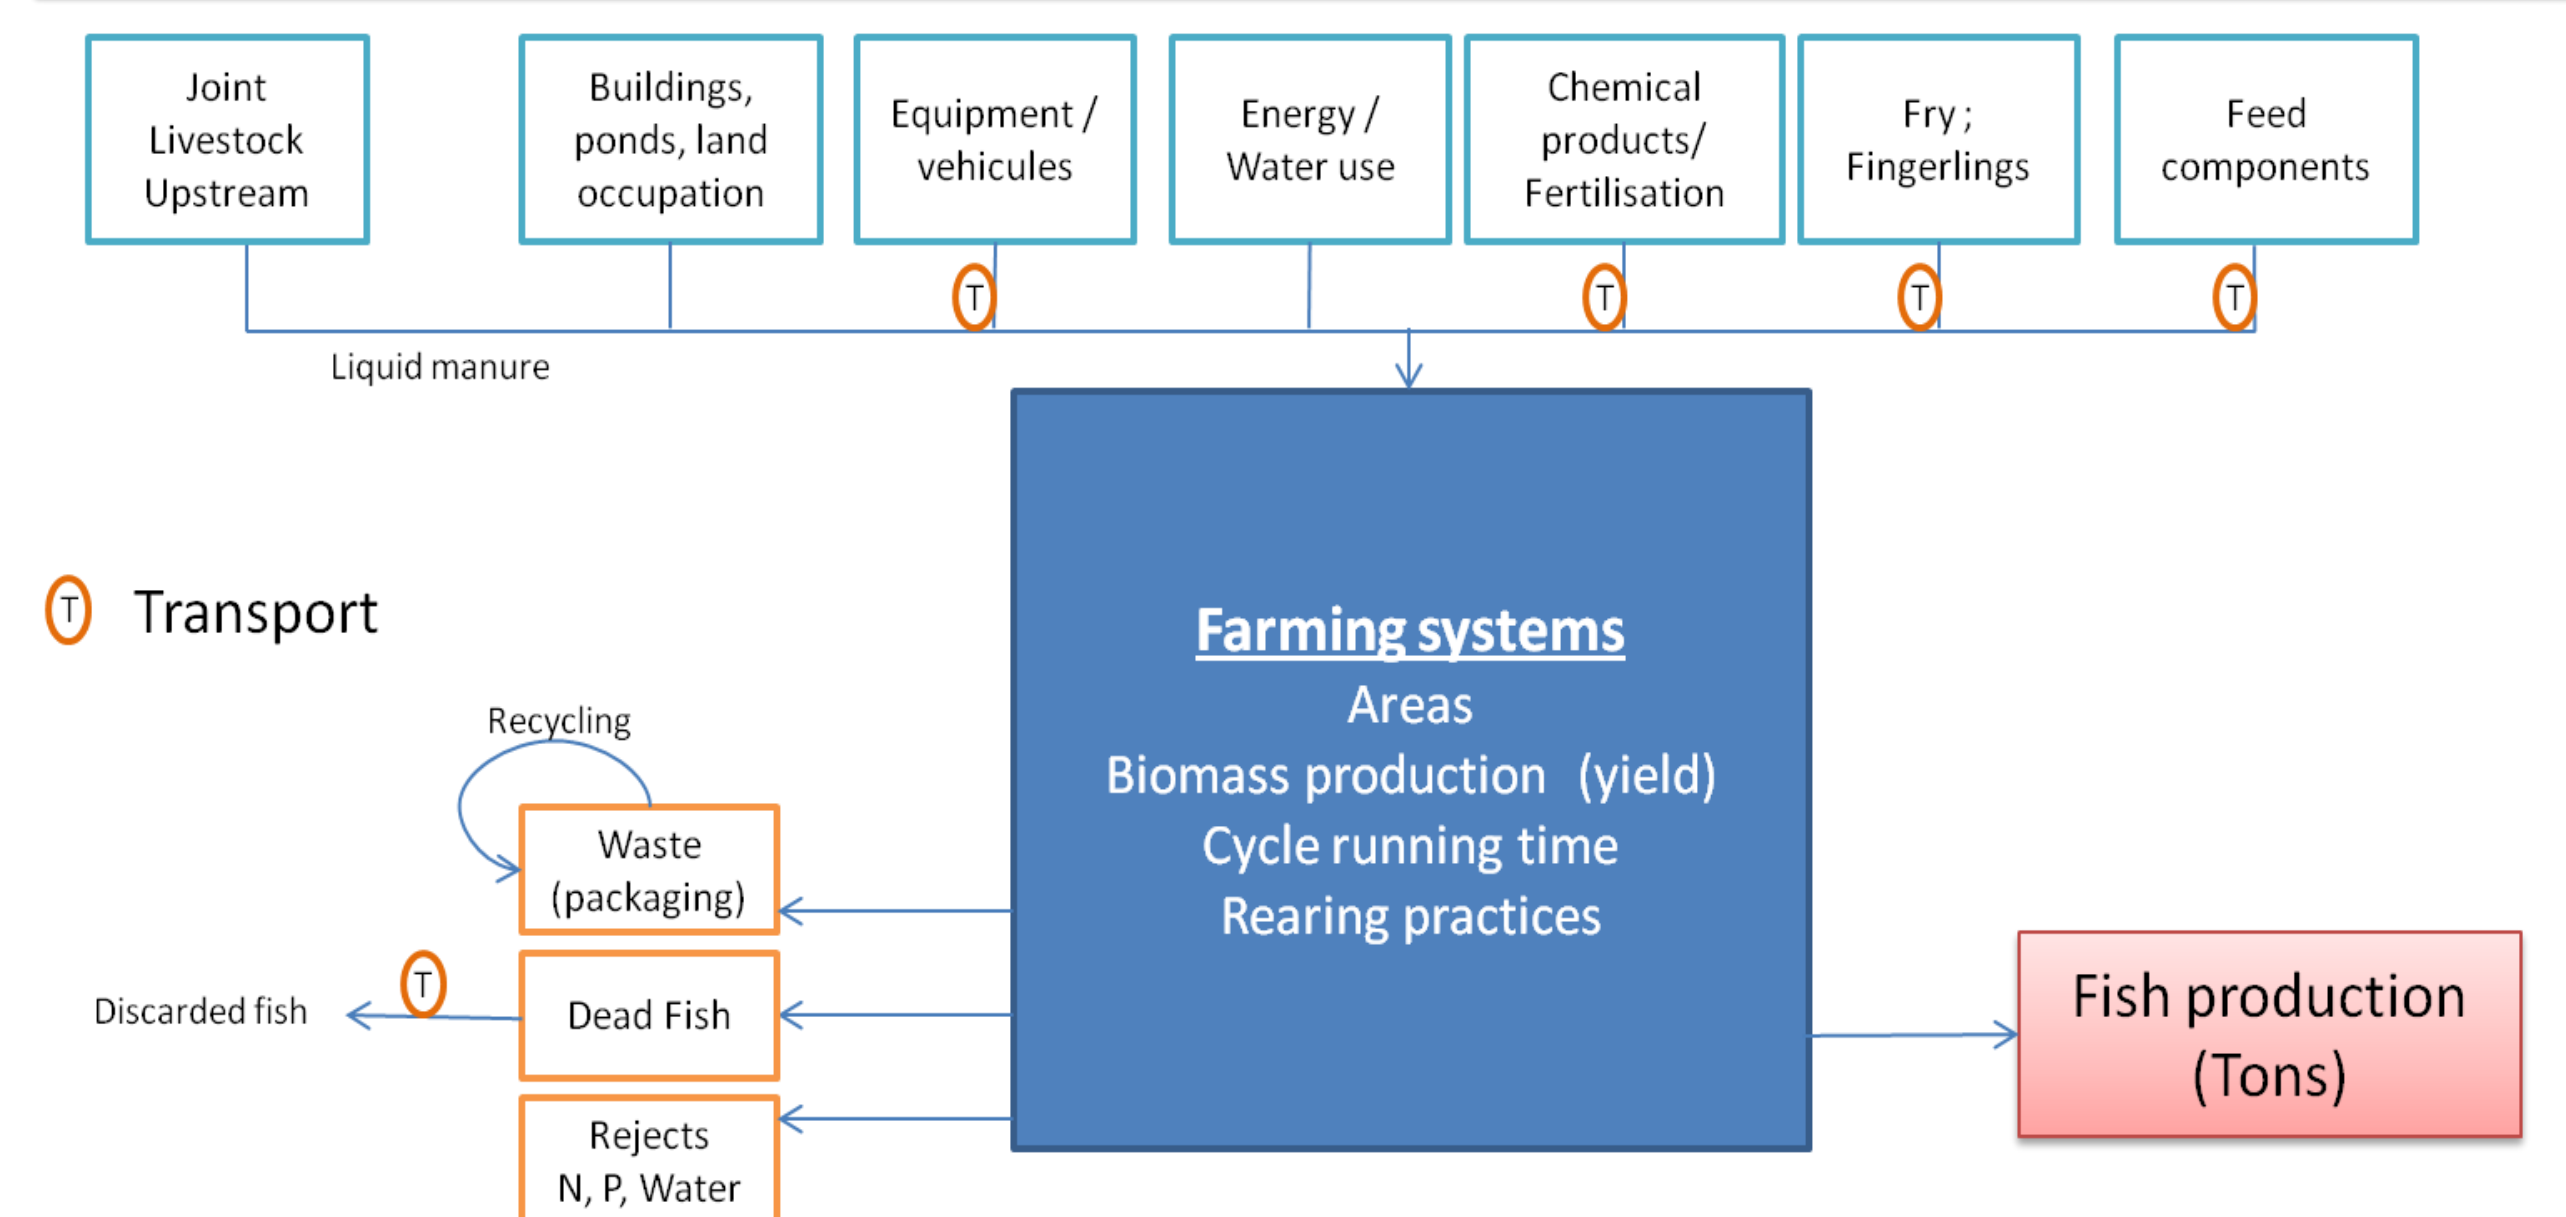 Joint
Livestock
Upstream
Buildings,
ponds, land
occupation
Equipment /
vehicules
Energy /
Water use
Chemical
products/
Fertilisation
Fry ;
Fingerlings
Feed
components
T
T
T
T
Liquid manure
T Transport
Farming systems
Areas
Biomass production (yield)
Cycle running time
Rearing practices
Recycling
Waste
(packaging)
T
Discarded fish
Dead Fish
Rejects
N, P, Water
Fish production
(Tons)